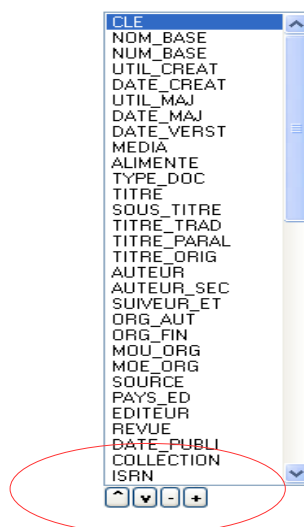 CLE
NOM_BASE
NUM_BASE
UTIL_CREAT
DATE_CREAT
UTIL_MAJ
DATE_MAJ
DATE_VERST
MEDIA
ALIMENTE
TYPE_DOC
TITRE
SOUS_TITRE
TITRE_TRAD
TITRE_PARAL
TITRE_ORIG
AUTEUR
AUTEUR_SEC
SUIVEUR_ET
ORG_AUT
ORG_FIN
MOU_ORG
MOE_ORG
SOURCE
PAYS_ED
EDITEUR
REVUE
DATE_PUBLI
COLLECTION
ISRN
^ v - +